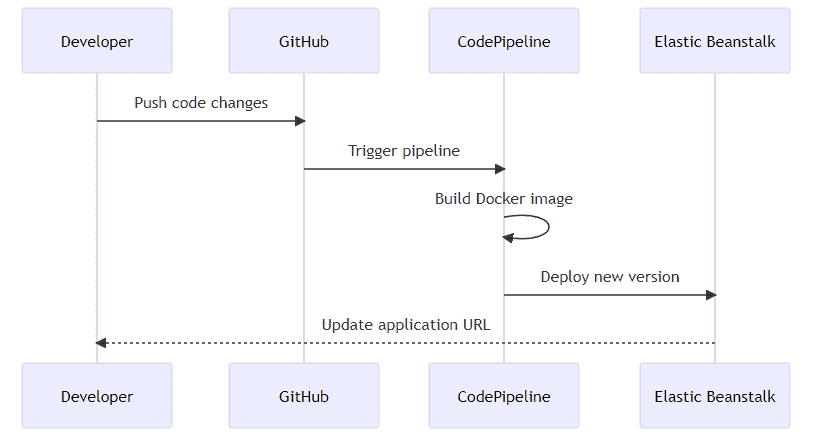 Developer
GitHub
CodePipeline
Elastic Beanstalk
Push code changes
Trigger pipeline
Build Docker image
Deploy new version
Update application URL
Developer
GitHub
CodePipeline
Elastic Beanstalk